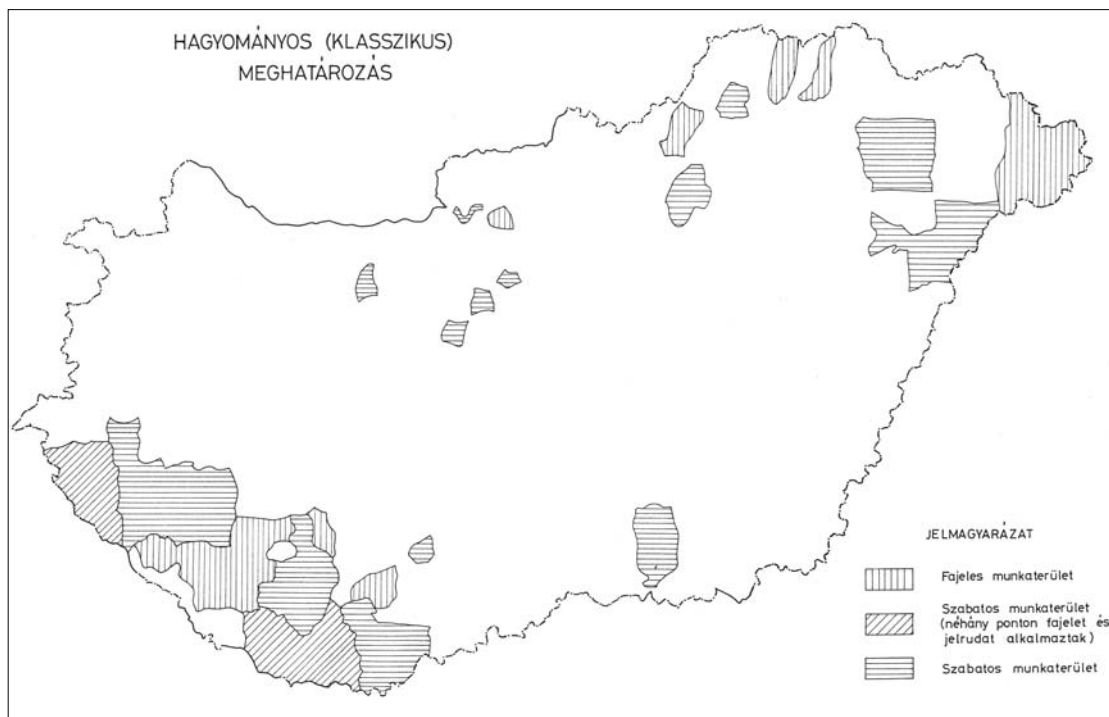 HAGYOMÁNYOS (KLASSZIKUS)
MEGHATÁROZÁS
JELMAGYARÁZAT
Fajeles munkaterület
Szabatos munkaterület
(néhány ponton fajelet és
jelrudat alkalmaztak)
Szabatos munkaterület